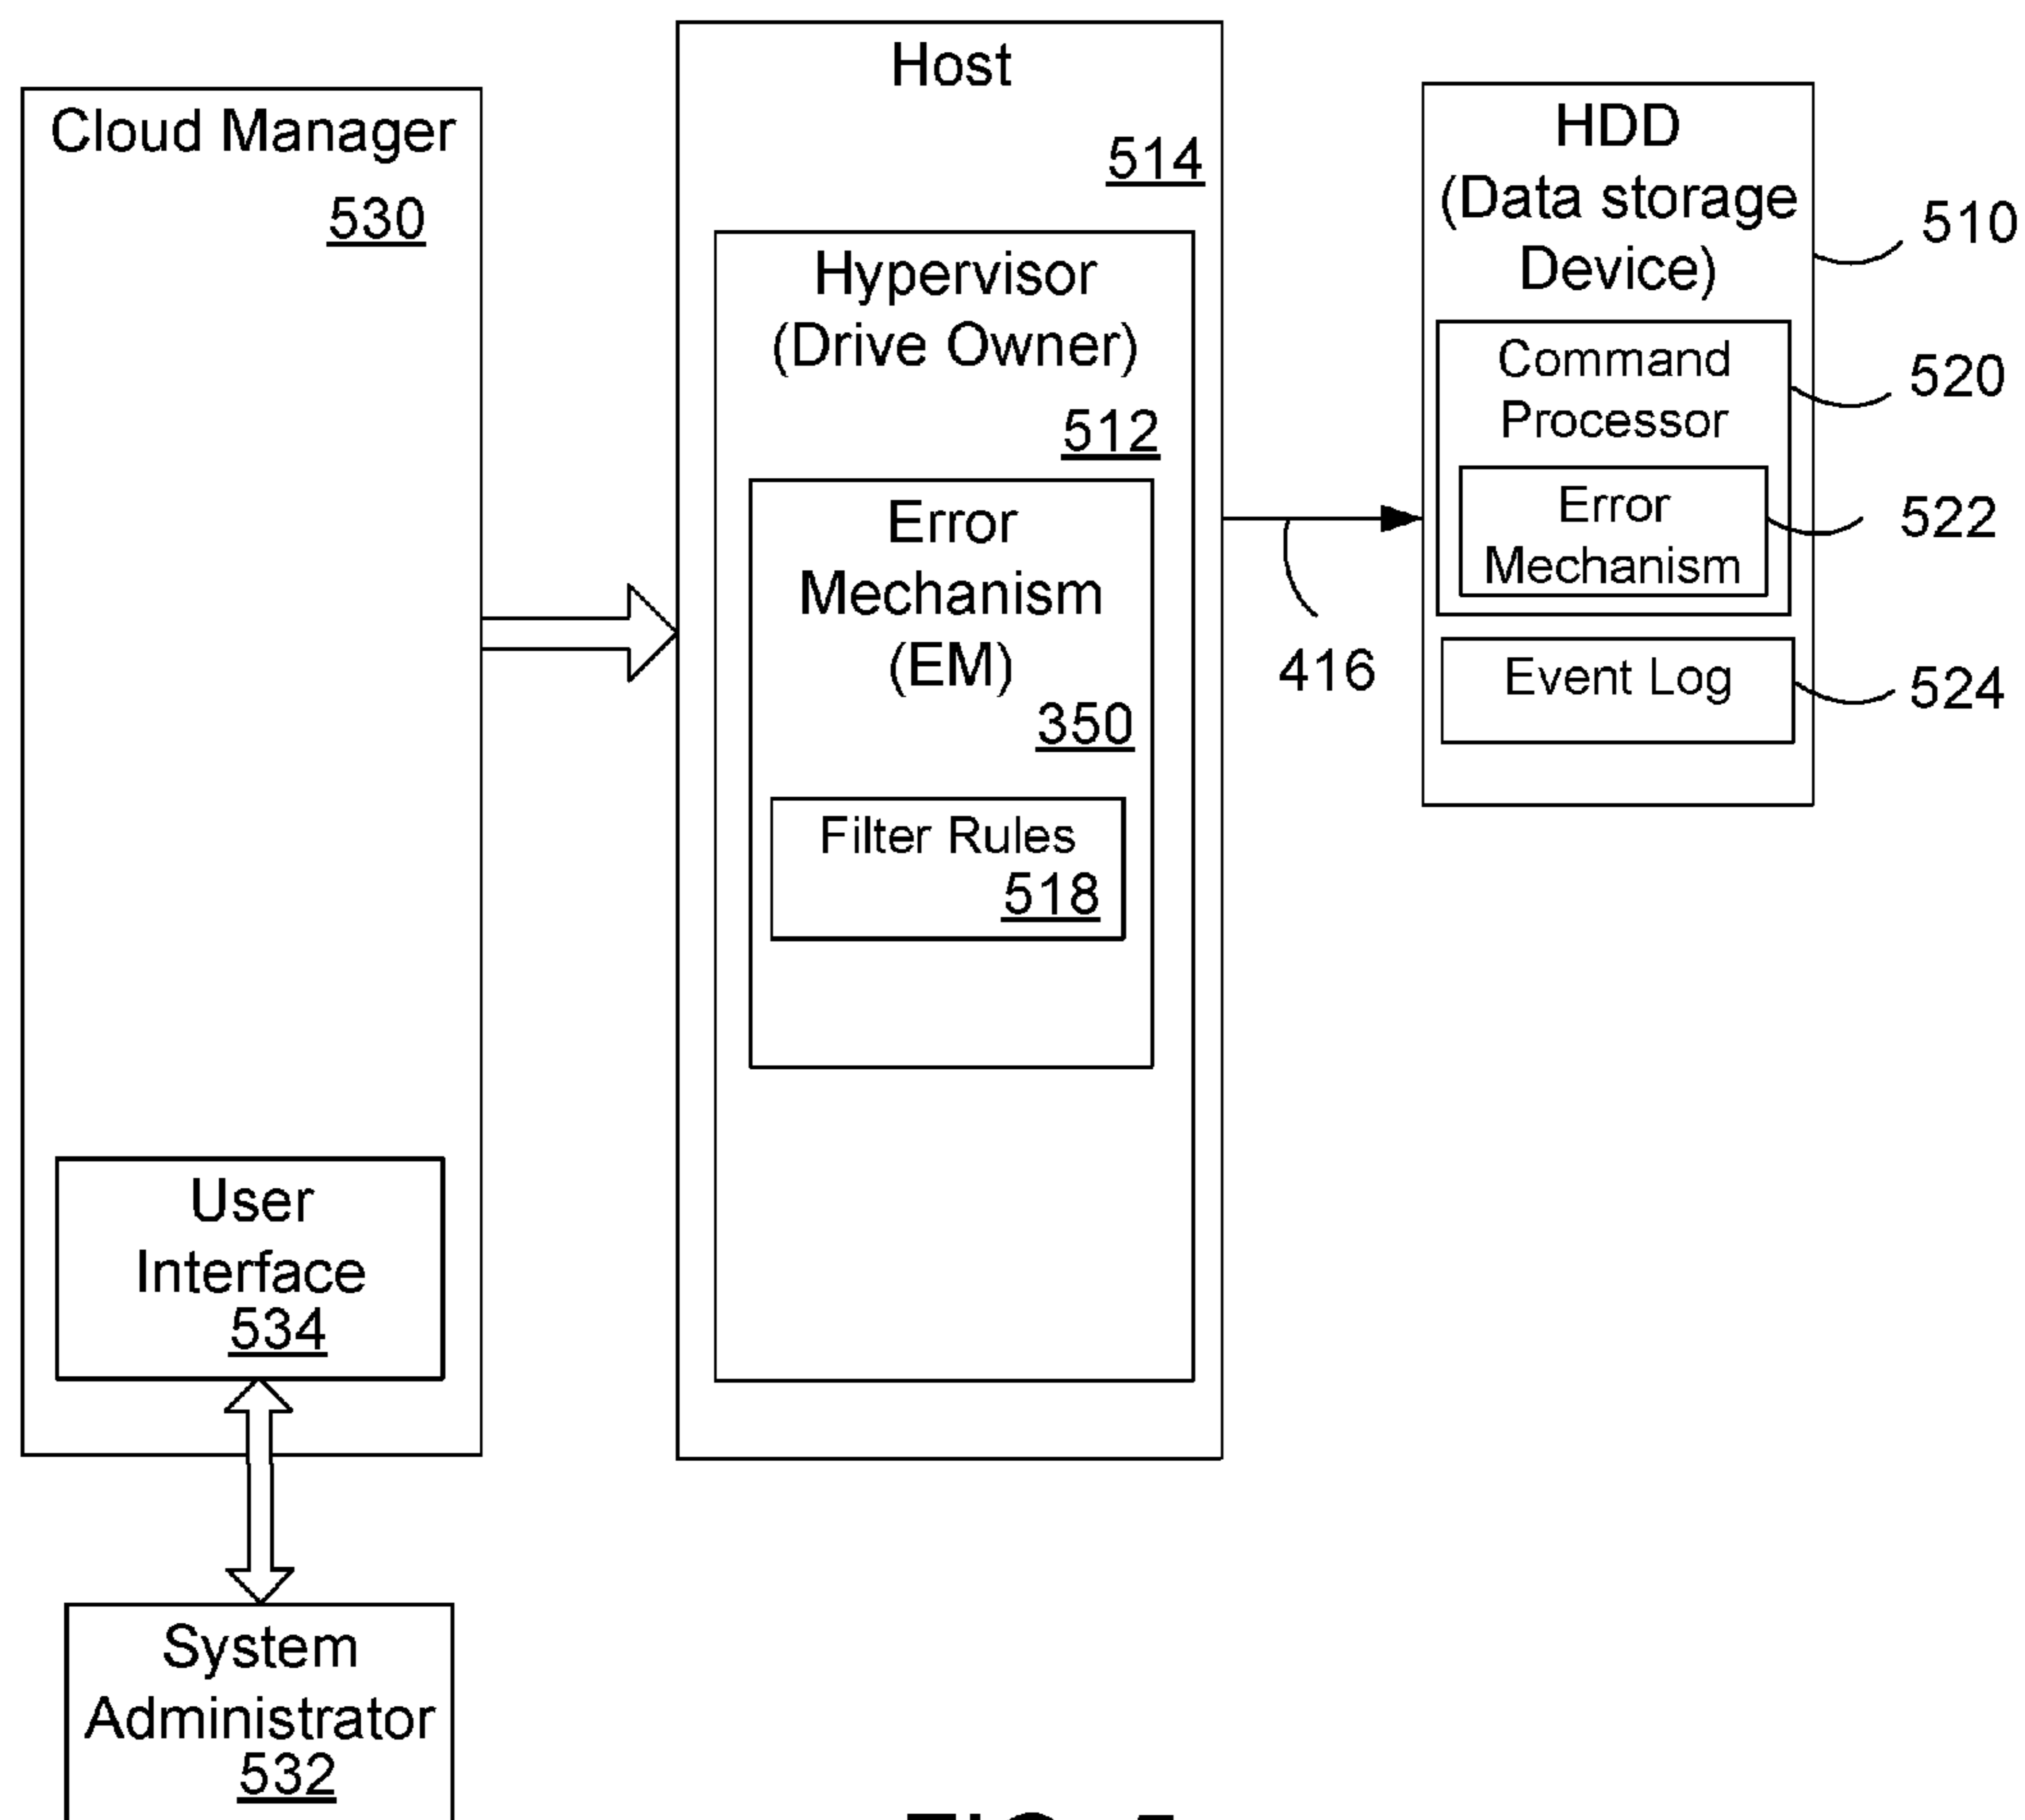 Cloud Manager
530
User
Interface
534
System
Administrator
532
Host
514
Hypervisor
(Drive Owner)
512
Error
Mechanism
(EM)
350
Filter Rules
518
416
HDD
(Data storage
Device)
510
Command
Processor
520
Error
Mechanism
522
Event Log
524